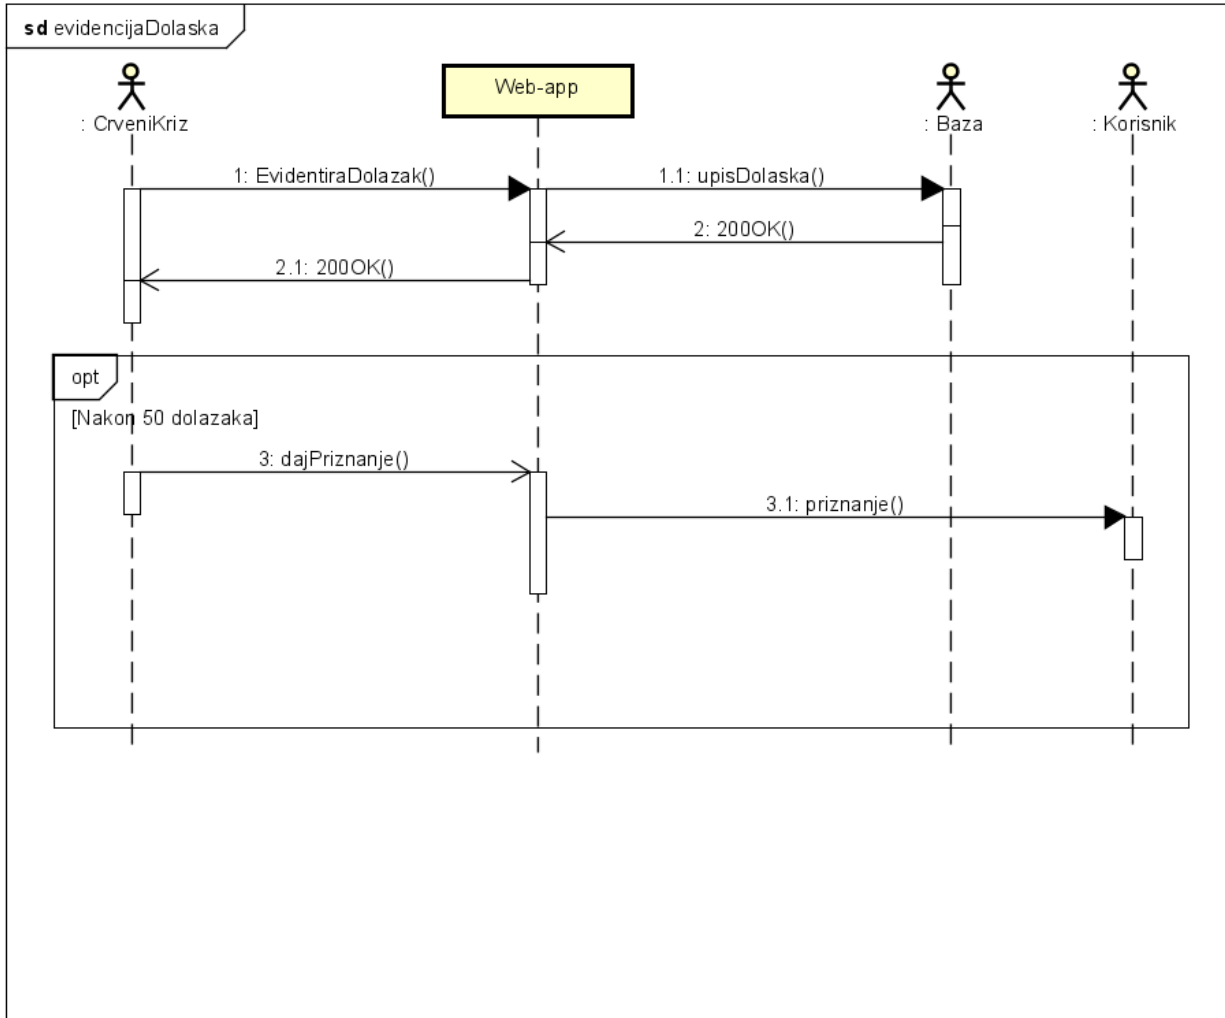 sd evidencijaDolaska
: CrveniKriz
Web-app
: Baza
: Korisnik
1: EvidentiraDolazak()
1.1: upisDolaska()
2: 200OK()
2.1: 200OK()
opt
[Nakon 50 dolazaka]
3: dajPriznanje()
3.1: priznanje()